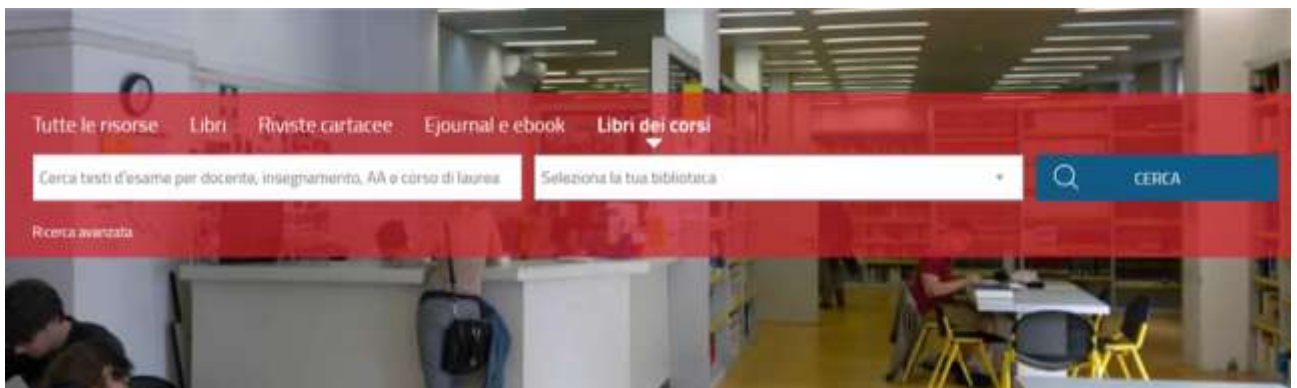 Tutte le risorse Libri Riviste cartacee Ejournal e ebook Libri dei corsi
Cerca testi d'esame per docente, insegnamento, AA o corso di laurea Seleziona la tua biblioteca CERCA
Ricerca avanzata